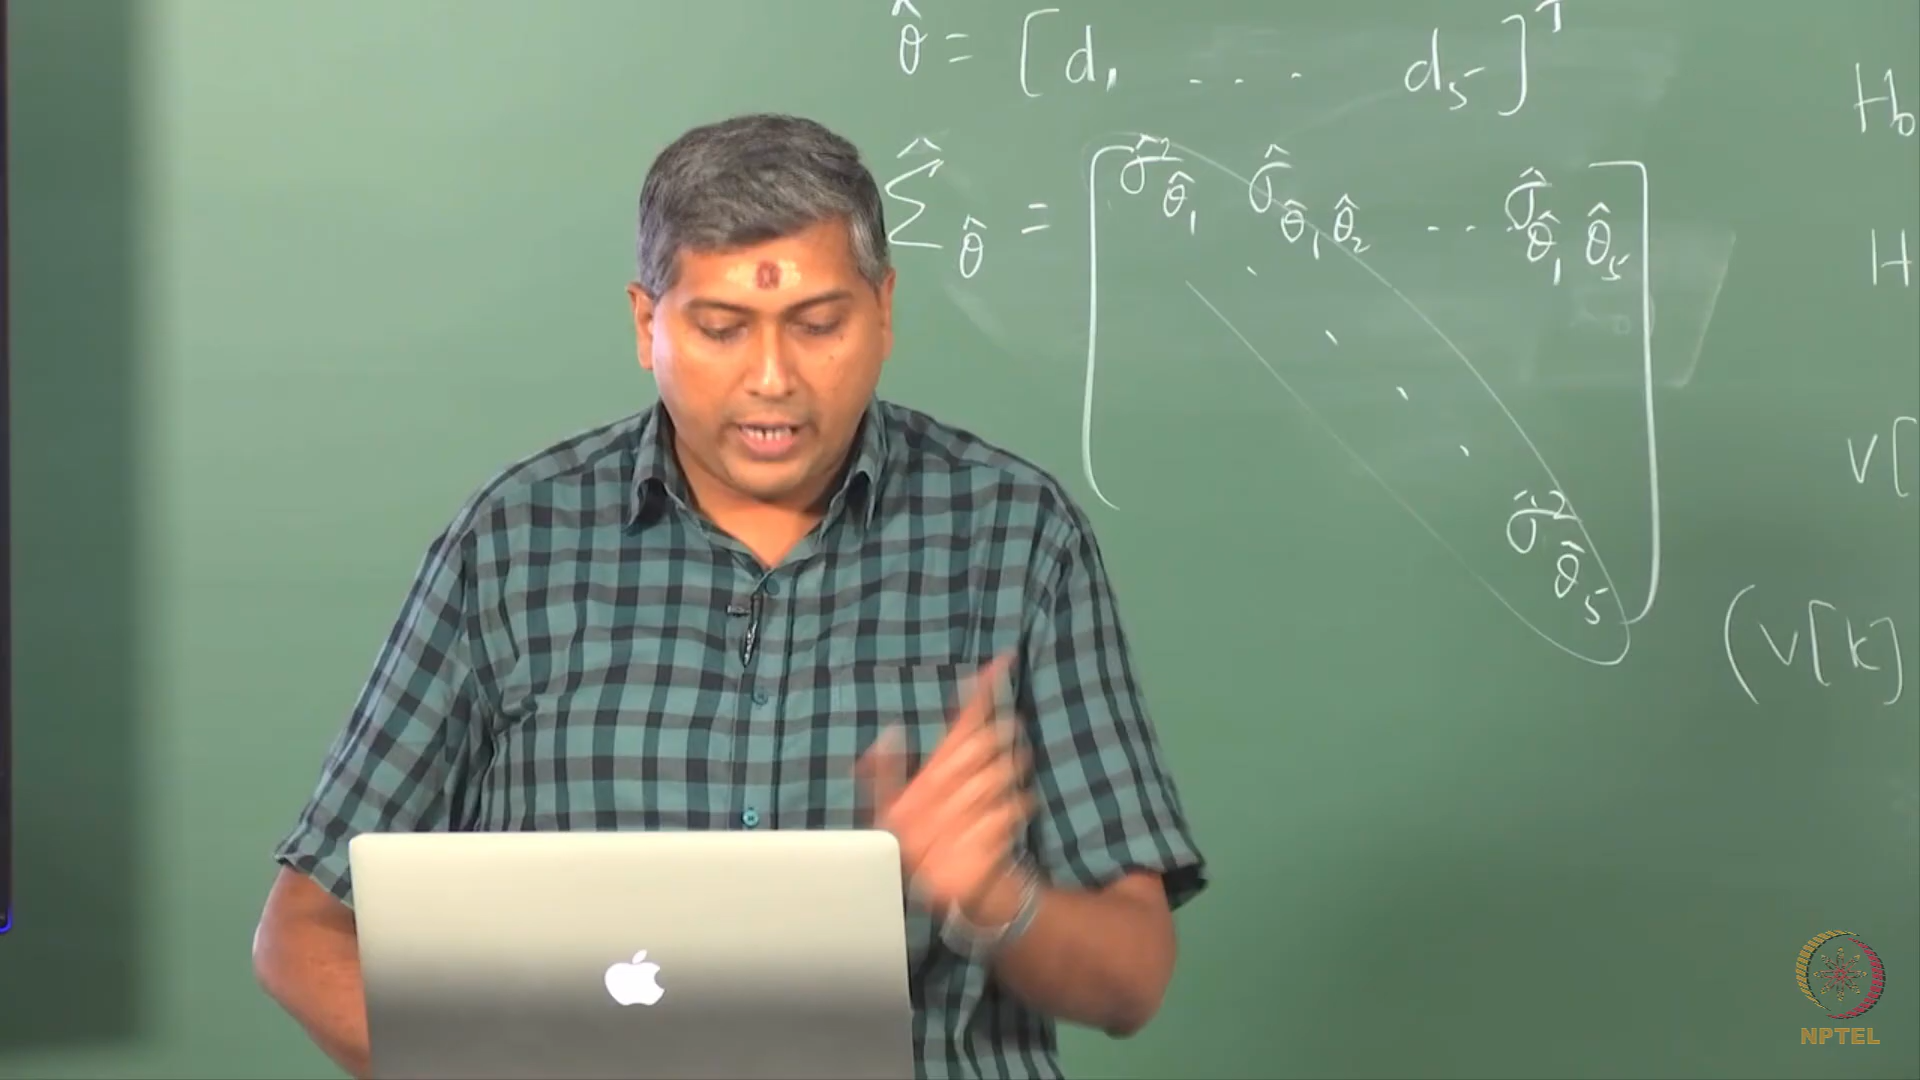 θ̂ = [d₁ ... d₅]ᵀ
Σ̂_θ̂ = [σ̂²_θ̂₁ σ̂_θ̂₁θ̂₂ ... σ̂_θ̂₁θ̂₅
σ̂²_θ̂₅]
H₀
H
v[
(v[k]
NPTEL